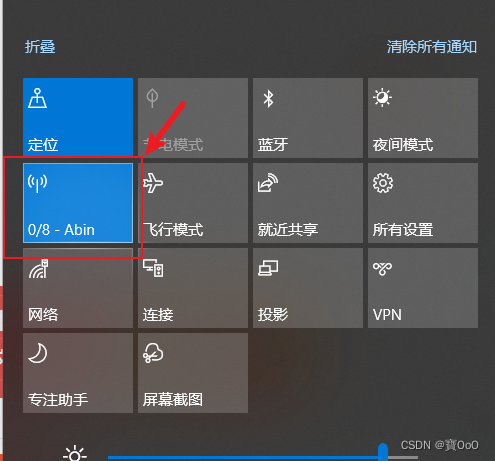 折叠 清除所有通知
定位 节电模式 蓝牙 夜间模式
0/8 - Abin 飞行模式 就近共享 所有设置
网络 连接 投影 VPN
专注助手 屏幕截图
CSDN @寶OoO